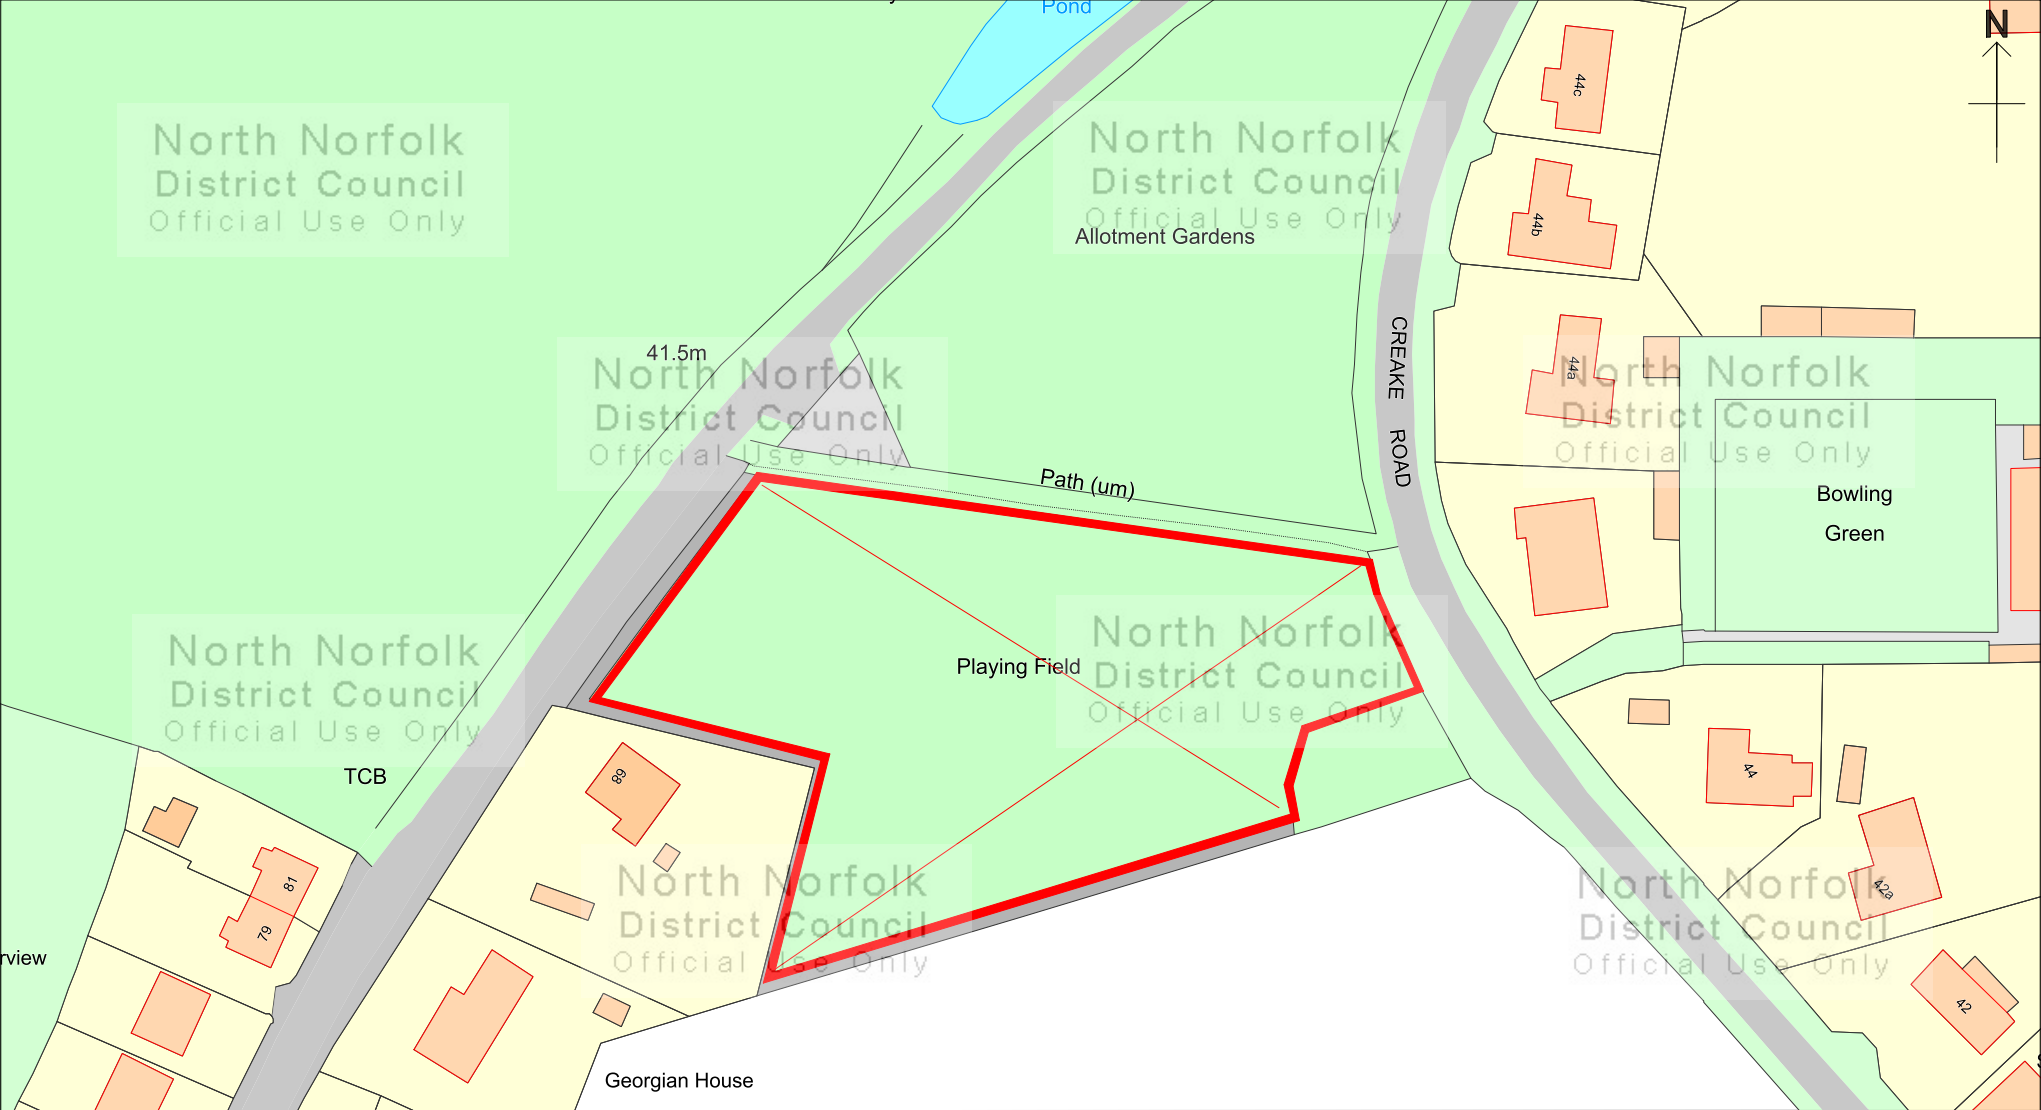 Pond
N
44c
North Norfolk
District Council
Official Use Only
North Norfolk
District Council
Official Use Only
44b
Allotment Gardens
CREAKE ROAD
41.5m
North Norfolk
District Council
Official Use Only
44a
North Norfolk
District Council
Official Use Only
Path (um)
Bowling
Green
Playing Field
North Norfolk
District Council
Official Use Only
North Norfolk
District Council
Official Use Only
TCB
89
44
81
79
North Norfolk
District Council
Official Use Only
42a
North Norfolk
District Council
Official Use Only
rview
42
Georgian House